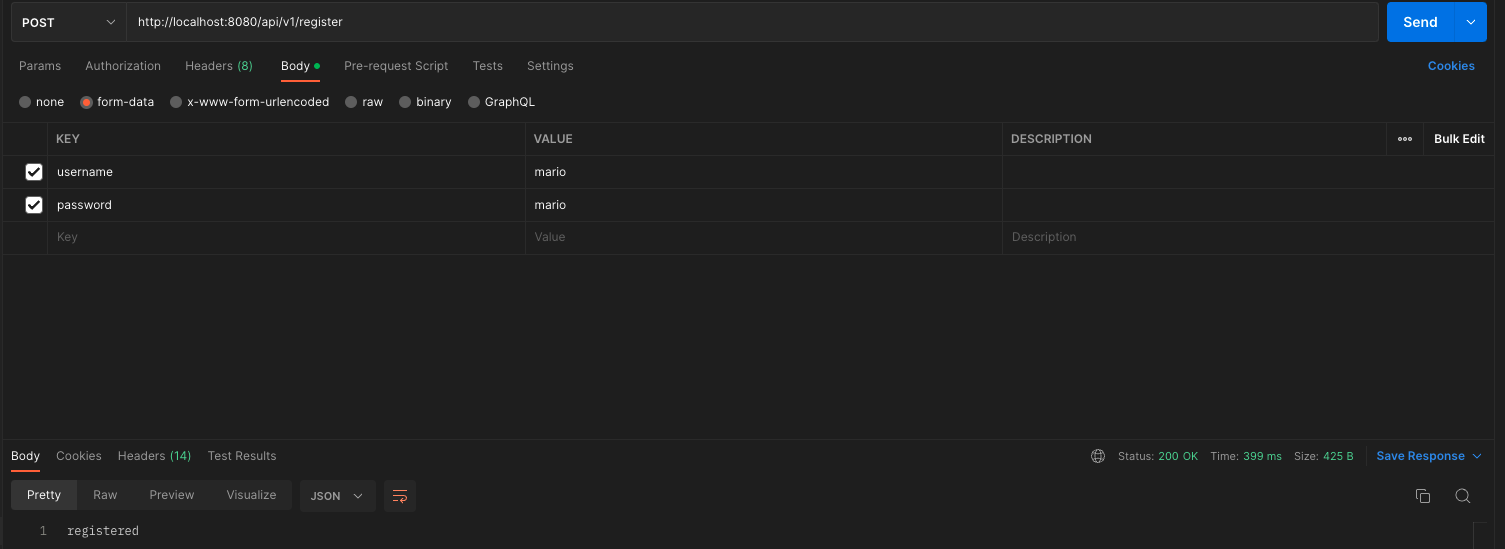 POST http://localhost:8080/api/v1/register Send
Params Authorization Headers (8) Body Pre-request Script Tests Settings Cookies
none form-data x-www-form-urlencoded raw binary GraphQL
KEY VALUE DESCRIPTION Bulk Edit
username mario
password mario
Key Value Description
Body Cookies Headers (14) Test Results Status: 200 OK Time: 399 ms Size: 425 B Save Response
Pretty Raw Preview Visualize JSON
1 registered